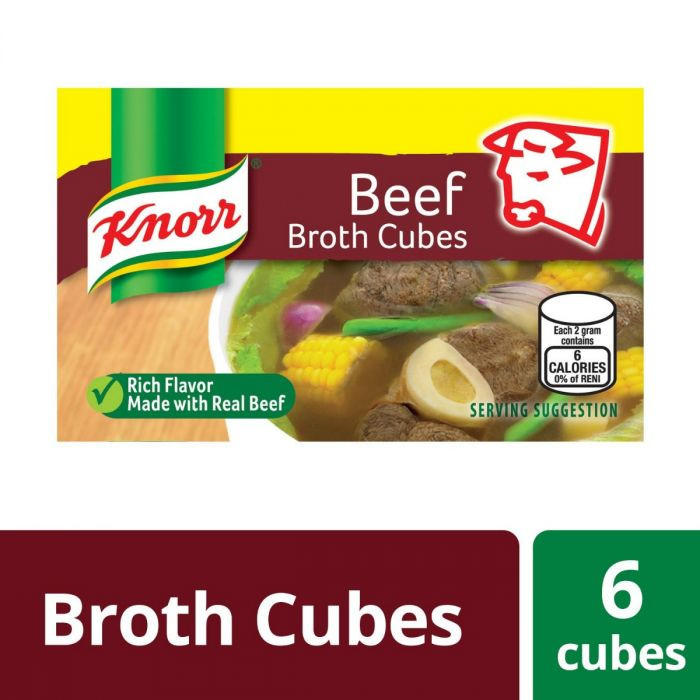 Knorr®
Beef
Broth Cubes
Each 2 gram
contains
6
CALORIES
0% of RENI
Rich Flavor
Made with Real Beef
SERVING SUGGESTION
Broth Cubes
6
cubes